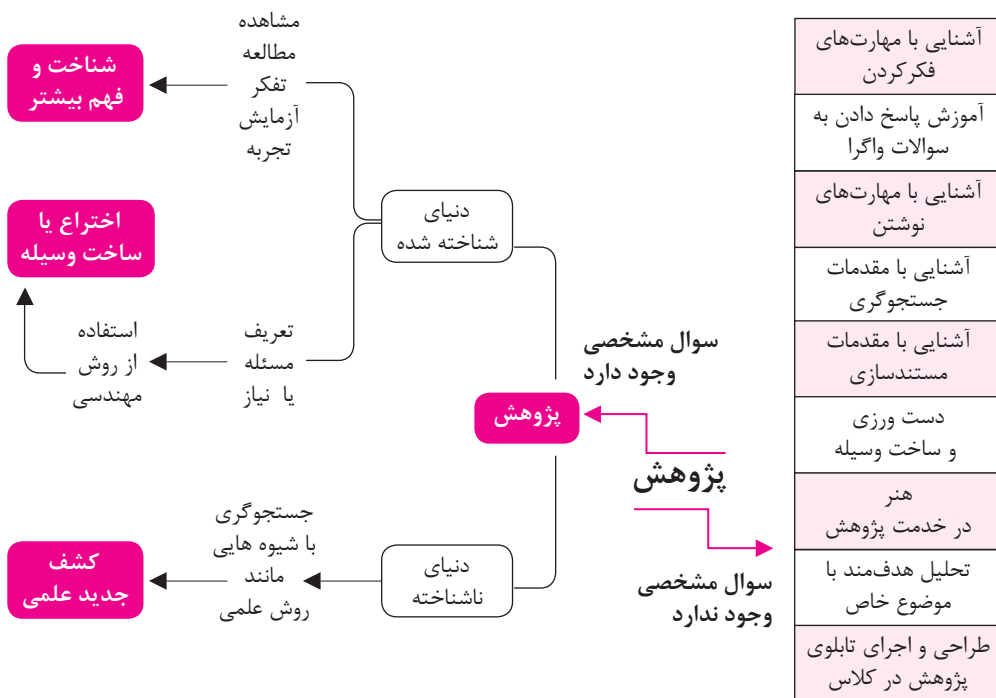 آشنایی با مهارت‌های
فکرکردن
آموزش پاسخ دادن به
سوالات واگرا
آشنایی با مهارت‌های
نوشتن
آشنایی با مقدمات
جستجوگری
آشنایی با مقدمات
مستندسازی
دست ورزی
و ساخت وسیله
هنر
در خدمت پژوهش
تحلیل هدف‌مند با
موضوع خاص
طراحی و اجرای تابلوی
پژوهش در کلاس
پژوهش
سوال مشخصی
وجود دارد
سوال مشخصی
وجود ندارد
پژوهش
دنیای
شناخته شده
مشاهده
مطالعه
تفکر
آزمایش
تجربه
شناخت و
فهم بیشتر
تعریف
مسئله
یا نیاز
استفاده
از روش
مهندسی
اختراع یا
ساخت وسیله
دنیای
ناشناخته
جستجوگری
با شیوه هایی
مانند
روش علمی
کشف
جدید علمی